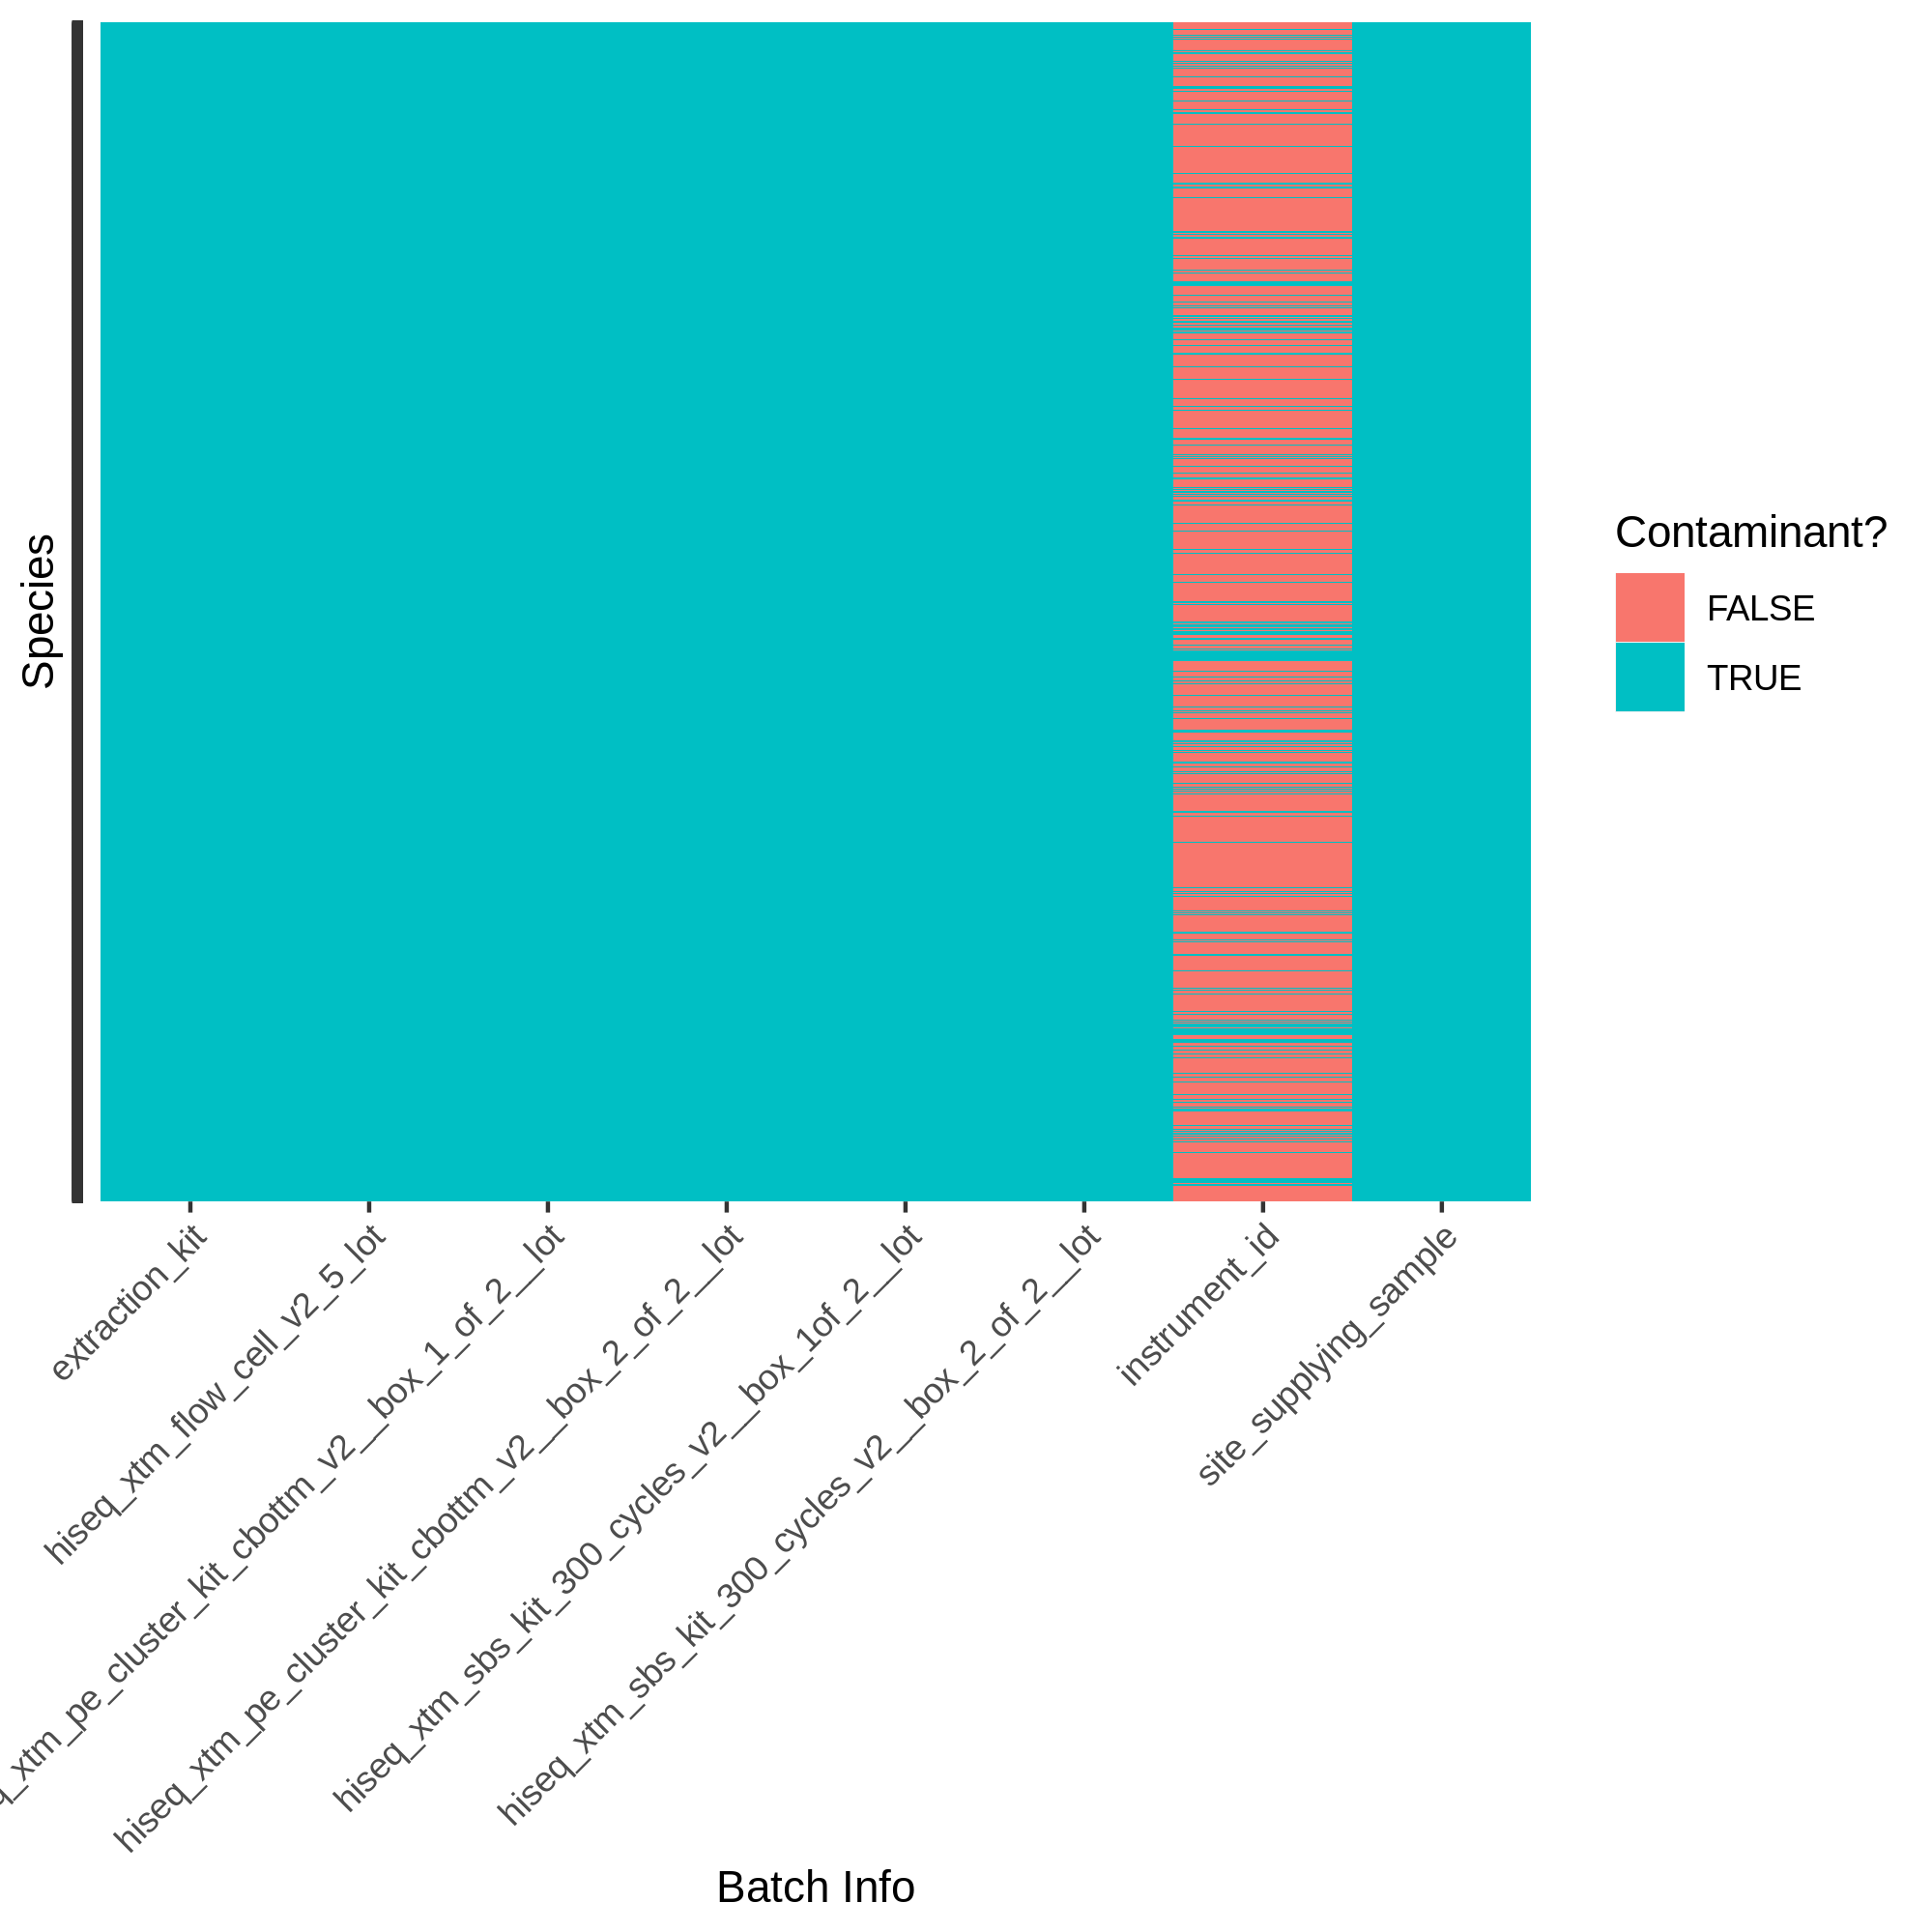 Species
Contaminant?
FALSE
TRUE
extraction_kit
hiseq_xtm_flow_cell_v2_5_lot
q_xtm_pe_cluster_kit_cbottm_v2__box_1_of_2__lot
hiseq_xtm_pe_cluster_kit_cbottm_v2__box_2_of_2__lot
hiseq_xtm_sbs_kit_300_cycles_v2__box_1of_2__lot
hiseq_xtm_sbs_kit_300_cycles_v2__box_2_of_2__lot
instrument_id
site_supplying_sample
Batch Info